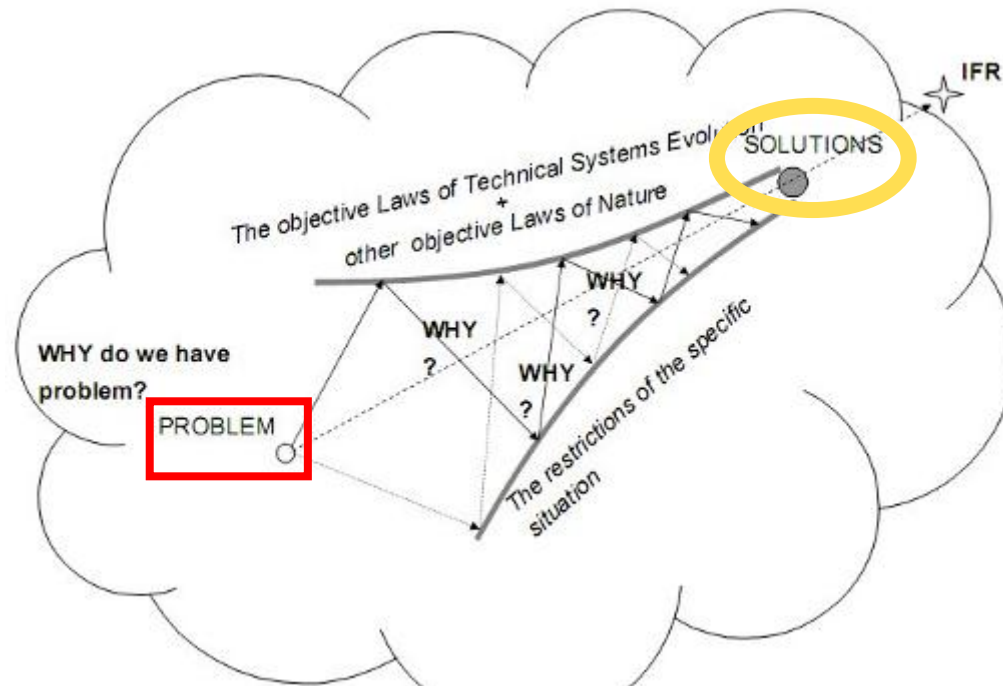 IFR
SOLUTIONS
The objective Laws of Technical Systems Evolution
+
other objective Laws of Nature
WHY
?
WHY
?
WHY
?
WHY do we have
problem?
PROBLEM
The restrictions of the specific
situation